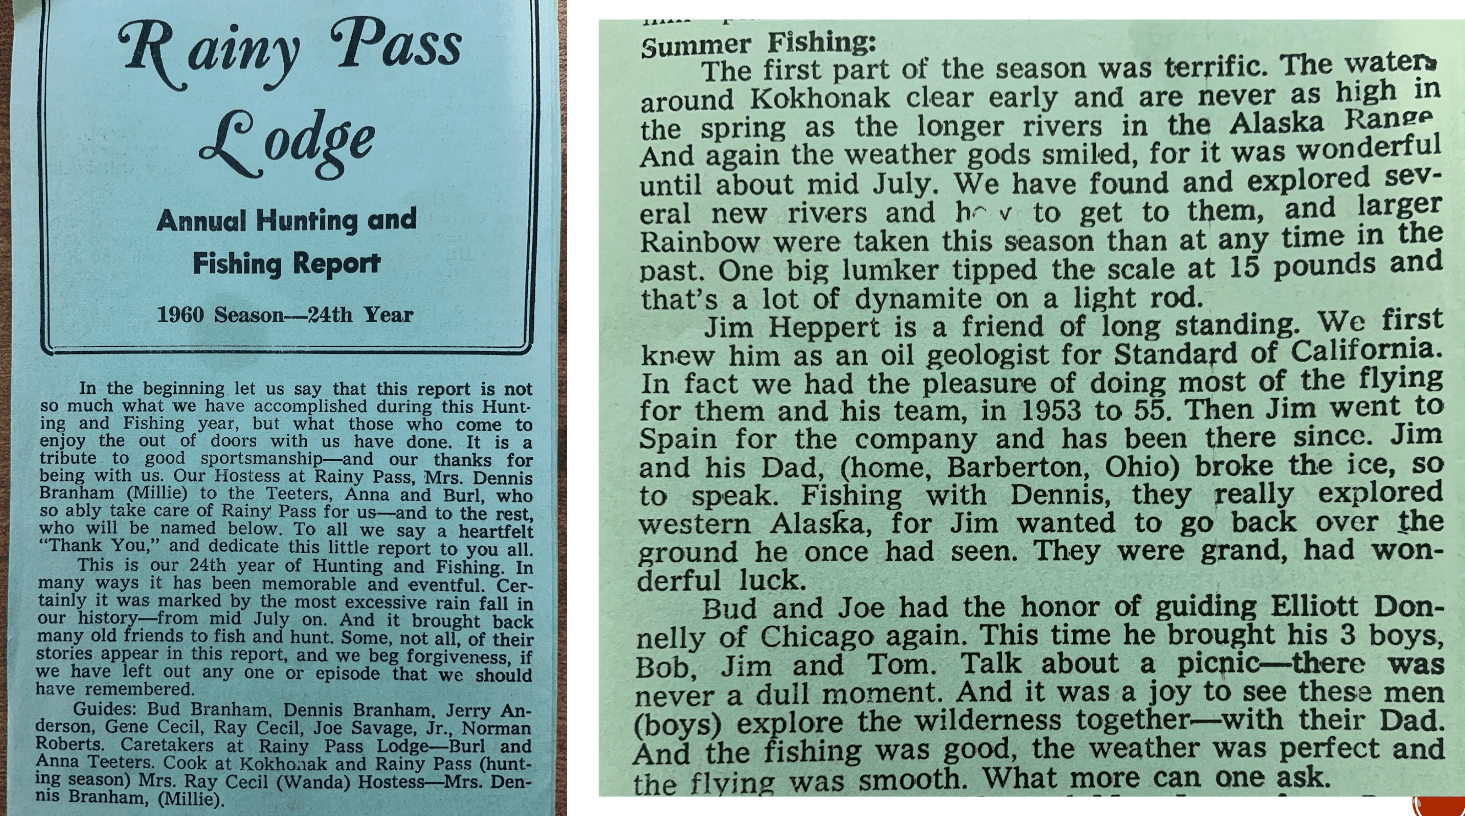 Rainy Pass
Lodge
Annual Hunting and
Fishing Report
1960 Season—24th Year
In the beginning let us say that this report is not
so much what we have accomplished during this Hunt-
ing and Fishing year, but what those who come to
enjoy the out of doors with us have done. It is a
tribute to good sportsmanship—and our thanks for
being with us. Our Hostess at Rainy Pass, Mrs. Dennis
Branham (Millie) to the Teeters, Anna and Burl, who
so ably take care of Rainy Pass for us—and to the rest,
who will be named below. To all we say a heartfelt
“Thank You,” and dedicate this little report to you all.
This is our 24th year of Hunting and Fishing. In
many ways it has been memorable and eventful. Cer-
tainly it was marked by the most excessive rain fall in
our history—from mid July on. And it brought back
many old friends to fish and hunt. Some, not all, of their
stories appear in this report, and we beg forgiveness, if
we have left out any one or episode that we should
have remembered.
Guides: Bud Branham, Dennis Branham, Jerry An-
derson, Gene Cecil, Ray Cecil, Joe Savage, Jr., Norman
Roberts. Caretakers at Rainy Pass Lodge—Burl and
Anna Teeters. Cook at Kokhonak and Rainy Pass (hunt-
ing season) Mrs. Ray Cecil (Wanda) Hostess—Mrs. Den-
nis Branham, (Millie).
Summer Fishing:
The first part of the season was terrific. The waters
around Kokhonak clear early and are never as high in
the spring as the longer rivers in the Alaska Range
And again the weather gods smiled, for it was wonderful
until about mid July. We have found and explored sev-
eral new rivers and to get to them, and larger
Rainbow were taken this season than at any time in the
past. One big lumker tipped the scale at 15 pounds and
that's a lot of dynamite on a light rod.
Jim Heppert is a friend of long standing. We first
knew him as an oil geologist for Standard of California.
In fact we had the pleasure of doing most of the flying
for them and his team, in 1953 to 55. Then Jim went to
Spain for the company and has been there since. Jim
and his Dad, (home, Barberton, Ohio) broke the ice, so
to speak. Fishing with Dennis, they really explored
western Alaska, for Jim wanted to go back over the
ground he once had seen. They were grand, had won-
derful luck.
Bud and Joe had the honor of guiding Elliott Don-
nelly of Chicago again. This time he brought his 3 boys,
Bob, Jim and Tom. Talk about a picnic—there was
never a dull moment. And it was a joy to see these men
(boys) explore the wilderness together—with their Dad.
And the fishing was good, the weather was perfect and
the flying was smooth. What more can one ask.